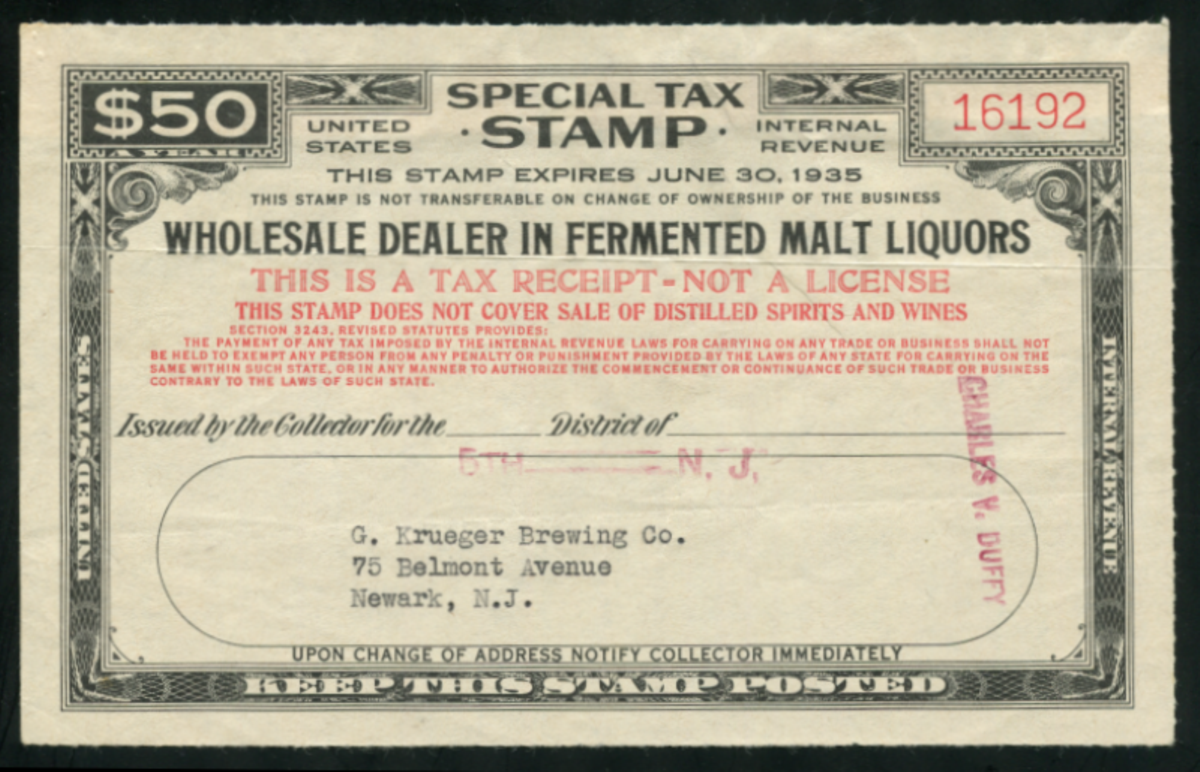 $50
A YEAR
UNITED STATES
SPECIAL TAX
· STAMP ·
INTERNAL REVENUE
16192
THIS STAMP EXPIRES JUNE 30, 1935
THIS STAMP IS NOT TRANSFERABLE ON CHANGE OF OWNERSHIP OF THE BUSINESS
WHOLESALE DEALER IN FERMENTED MALT LIQUORS
THIS IS A TAX RECEIPT-NOT A LICENSE
THIS STAMP DOES NOT COVER SALE OF DISTILLED SPIRITS AND WINES
SECTION 3243, REVISED STATUTES PROVIDES:
THE PAYMENT OF ANY TAX IMPOSED BY THE INTERNAL REVENUE LAWS FOR CARRYING ON ANY TRADE OR BUSINESS SHALL NOT
BE HELD TO EXEMPT ANY PERSON FROM ANY PENALTY OR PUNISHMENT PROVIDED BY THE LAWS OF ANY STATE FOR CARRYING ON THE
SAME WITHIN SUCH STATE, OR IN ANY MANNER TO AUTHORIZE THE COMMENCEMENT OR CONTINUANCE OF SUCH TRADE OR BUSINESS
CONTRARY TO THE LAWS OF SUCH STATE.
Issued by the Collector for the ______ District of ______
5TH N. J.
CHARLES V. DUFFY
G. Krueger Brewing Co.
75 Belmont Avenue
Newark, N.J.
UPON CHANGE OF ADDRESS NOTIFY COLLECTOR IMMEDIATELY
KEEP THIS STAMP POSTED
UNITED STATES
INTERNAL REVENUE